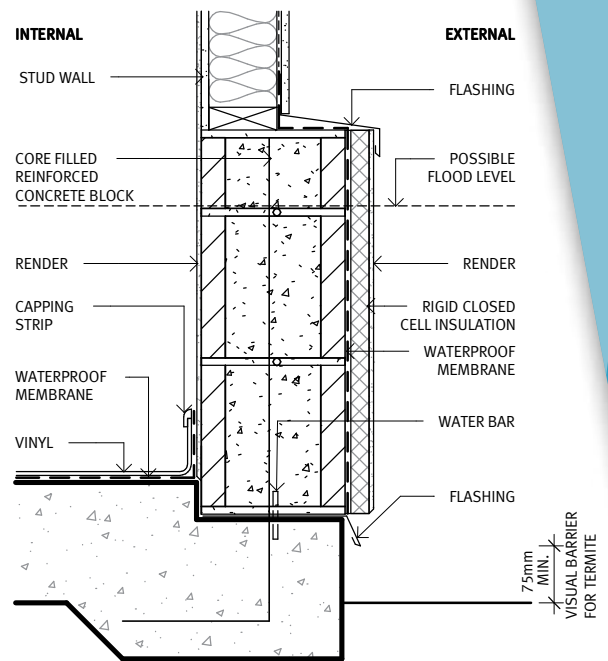 INTERNAL
EXTERNAL
STUD WALL
FLASHING
CORE FILLED
REINFORCED
CONCRETE BLOCK
POSSIBLE
FLOOD LEVEL
RENDER
RENDER
CAPPING
STRIP
RIGID CLOSED
CELL INSULATION
WATERPROOF
MEMBRANE
WATERPROOF
MEMBRANE
VINYL
WATER BAR
FLASHING
75mm
MIN.
VISUAL BARRIER
FOR TERMITE